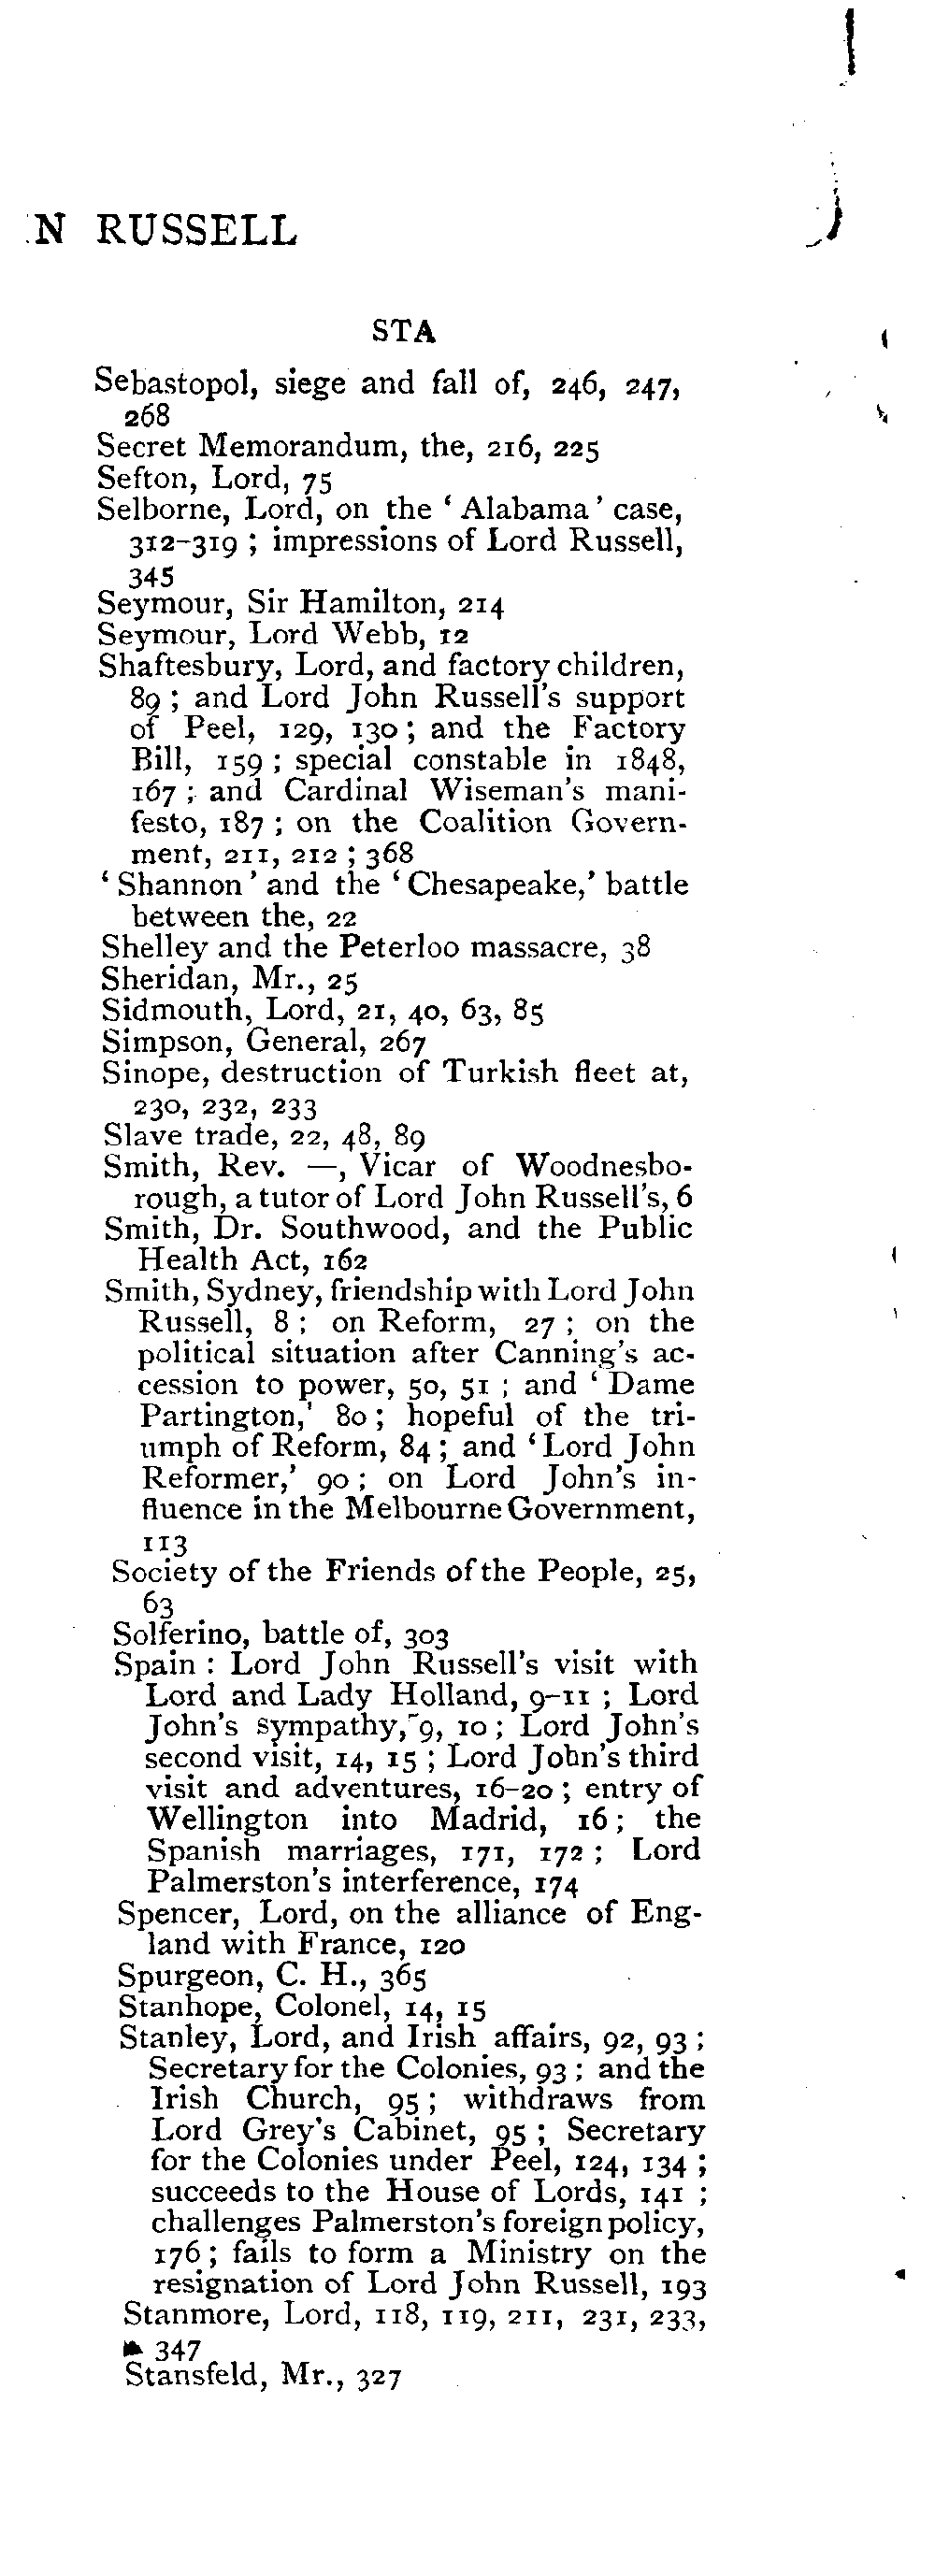 N RUSSELL
STA
Sebastopol, siege and fall of, 246, 247,
268
Secret Memorandum, the, 216, 225
Sefton, Lord, 75
Selborne, Lord, on the ‘ Alabama ’ case,
312–319 ; impressions of Lord Russell,
345
Seymour, Sir Hamilton, 214
Seymour, Lord Webb, 12
Shaftesbury, Lord, and factory children,
89 ; and Lord John Russell’s support
of Peel, 129, 130 ; and the Factory
Bill, 159 ; special constable in 1848,
167 ; and Cardinal Wiseman’s mani-
festo, 187 ; on the Coalition Govern-
ment, 211, 212 ; 368
‘ Shannon ’ and the ‘ Chesapeake,’ battle
between the, 22
Shelley and the Peterloo massacre, 38
Sheridan, Mr., 25
Sidmouth, Lord, 21, 40, 63, 85
Simpson, General, 267
Sinope, destruction of Turkish fleet at,
230, 232, 233
Slave trade, 22, 48, 89
Smith, Rev. —, Vicar of Woodnesbo-
rough, a tutor of Lord John Russell’s, 6
Smith, Dr. Southwood, and the Public
Health Act, 162
Smith, Sydney, friendship with Lord John
Russell, 8 ; on Reform, 27 ; on the
political situation after Canning’s ac-
cession to power, 50, 51 ; and ‘ Dame
Partington,’ 80 ; hopeful of the tri-
umph of Reform, 84 ; and ‘ Lord John
Reformer,’ 90 ; on Lord John’s in-
fluence in the Melbourne Government,
113
Society of the Friends of the People, 25,
63
Solferino, battle of, 303
Spain : Lord John Russell’s visit with
Lord and Lady Holland, 9–11 ; Lord
John’s sympathy, 9, 10 ; Lord John’s
second visit, 14, 15 ; Lord John’s third
visit and adventures, 16–20 ; entry of
Wellington into Madrid, 16 ; the
Spanish marriages, 171, 172 ; Lord
Palmerston’s interference, 174
Spencer, Lord, on the alliance of Eng-
land with France, 120
Spurgeon, C. H., 365
Stanhope, Colonel, 14, 15
Stanley, Lord, and Irish affairs, 92, 93 ;
Secretary for the Colonies, 93 ; and the
Irish Church, 95 ; withdraws from
Lord Grey’s Cabinet, 95 ; Secretary
for the Colonies under Peel, 124, 134 ;
succeeds to the House of Lords, 141 ;
challenges Palmerston’s foreign policy,
176 ; fails to form a Ministry on the
resignation of Lord John Russell, 193
Stanmore, Lord, 118, 119, 211, 231, 233,
347
Stansfeld, Mr., 327